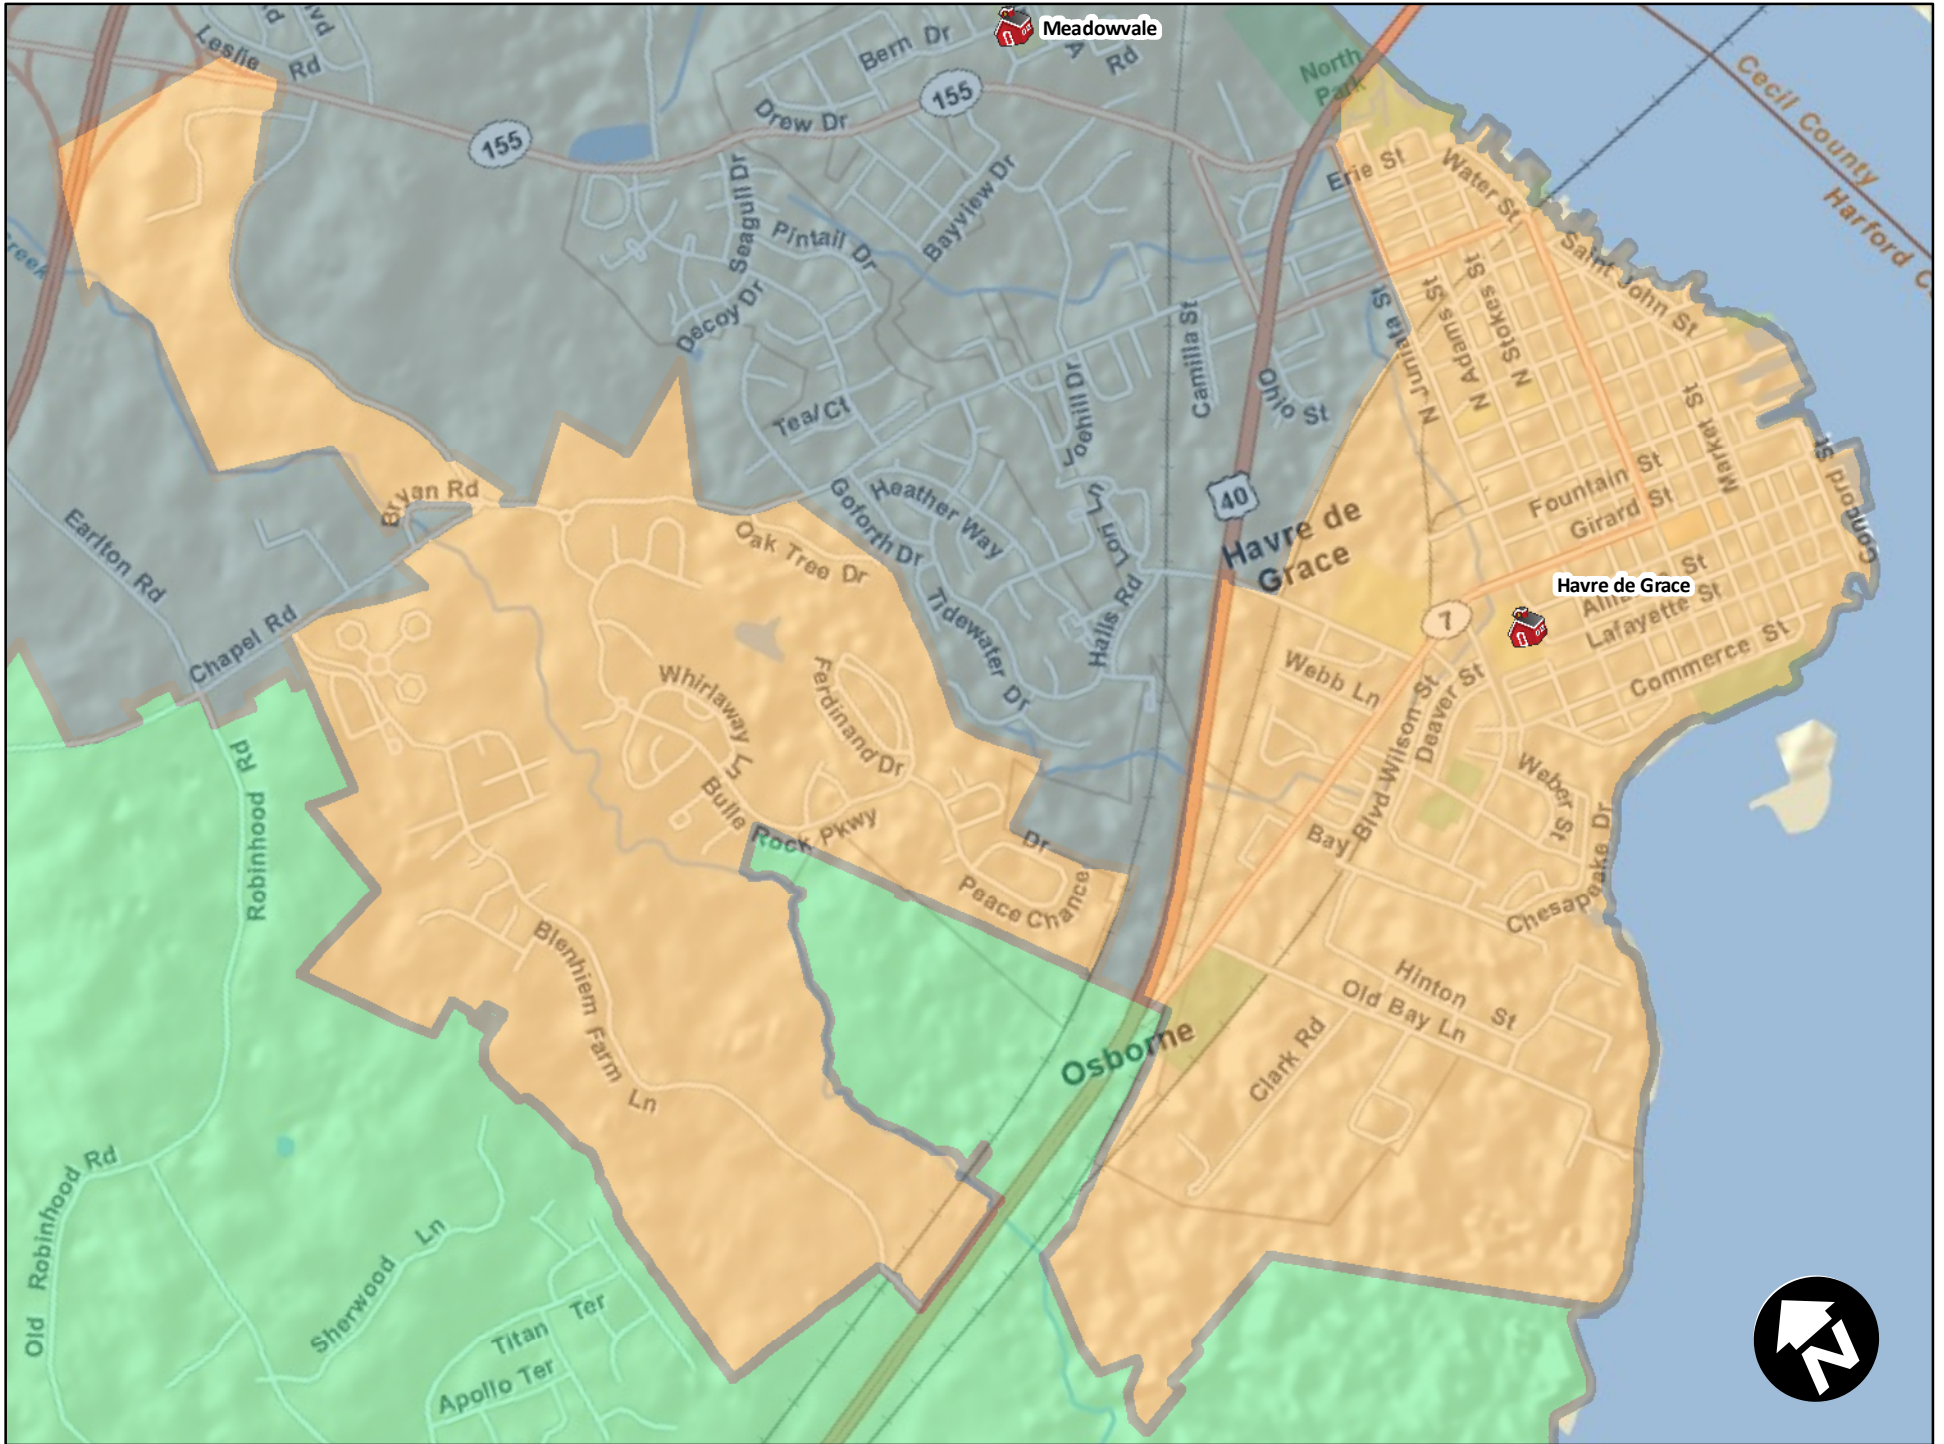 Leslie
Rd
Meadowvale
Bern Dr
Rd
155
155
Drew Dr
North
Park
Cecil County
Harford
Erie St
Water St
Saint John St
Seagull Dr
Pintail Dr
Bayview Dr
Decoy Dr
Creek
N Juniata St
N Adams St
N Stokes St
Market St
Camilla St
Ohio St
Joehill Dr
Teal Ct
Goforth Dr
Heather Way
Lori Ln
40
Havre de
Grace
Fountain St
Girard St
Concord St
Bryan Rd
Earlton Rd
Oak Tree Dr
Tidewater Dr
Halls Rd
Chapel Rd
Havre de Grace
7
St
Lafayette St
Commerce St
Webb Ln
Blvd Wilson St
Deaver St
Whirlaway Ln
Ferdinand Dr
Bulle
Rock Pkwy
Dr
Peace Chance
Bay
Weber St
Chesapeake Dr
Robinhood Rd
Blenhiem Farm Ln
Hinton St
Old Bay Ln
Clark Rd
Osborne
Old Robinhood Rd
Sherwood Ln
Titan Ter
Apollo Ter
N